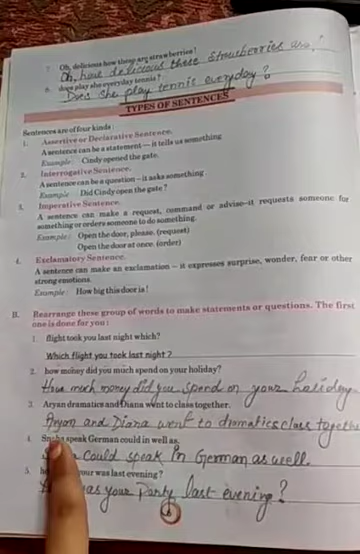 7. Oh, delicious how these are strawberries!
Oh, how delicious these strawberries are!
8. does play she everyday tennis?
Does she play tennis everyday?
TYPES OF SENTENCES
Sentences are of four kinds:
1. Assertive or Declarative Sentence.
A sentence can be a statement — it tells us something
Example: Cindy opened the gate.
2. Interrogative Sentence.
A sentence can be a question – it asks something
Example Did Cindy open the gate?
3. Imperative Sentence.
A sentence can make a request, command or advise–it requests someone for
something or orders someone to do something.
Example: Open the door, please. (request)
Open the door at once. (order)
4. Exclamatory Sentence.
A sentence can make an exclamation – it expresses surprise, wonder, fear or other
strong emotions.
Example: How big this door is!
B. Rearrange these group of words to make statements or questions. The first
one is done for you:
1. flight took you last night which?
Which flight you took last night?
2. how money did you much spend on your holiday?
How much money did you spend on your holiday
3. Aryan dramatics and Diana went to class together.
Aryan and Diana went to dramatics class together
4. speak German could in well as.
could speak in German as well.
5. your was last evening?
was your Party last evening?